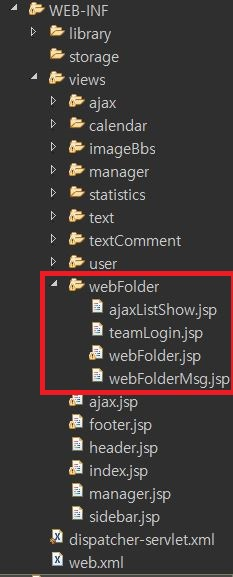 WEB-INF
library
storage
views
ajax
calendar
imageBbs
manager
statistics
text
textComment
user
webFolder
ajaxListShow.jsp
teamLogin.jsp
webFolder.jsp
webFolderMsg.jsp
ajax.jsp
footer.jsp
header.jsp
index.jsp
manager.jsp
sidebar.jsp
dispatcher-servlet.xml
web.xml